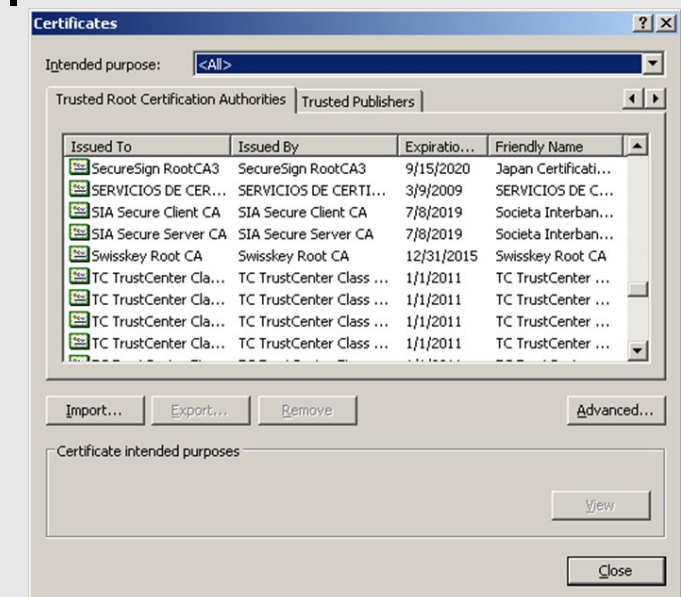 Certificates
Intended purpose: <All>
Trusted Root Certification Authorities Trusted Publishers
Issued To Issued By Expiratio... Friendly Name
SecureSign RootCA3 SecureSign RootCA3 9/15/2020 Japan Certificati...
SERVICIOS DE CER... SERVICIOS DE CERTI... 3/9/2009 SERVICIOS DE C...
SIA Secure Client CA SIA Secure Client CA 7/8/2019 Societa Interban...
SIA Secure Server CA SIA Secure Server CA 7/8/2019 Societa Interban...
Swisskey Root CA Swisskey Root CA 12/31/2015 Swisskey Root CA
TC TrustCenter Cla... TC TrustCenter Class ... 1/1/2011 TC TrustCenter ...
TC TrustCenter Cla... TC TrustCenter Class ... 1/1/2011 TC TrustCenter ...
TC TrustCenter Cla... TC TrustCenter Class ... 1/1/2011 TC TrustCenter ...
TC TrustCenter Cla... TC TrustCenter Class ... 1/1/2011 TC TrustCenter ...
Import... Export... Remove Advanced...
Certificate intended purposes
View
Close